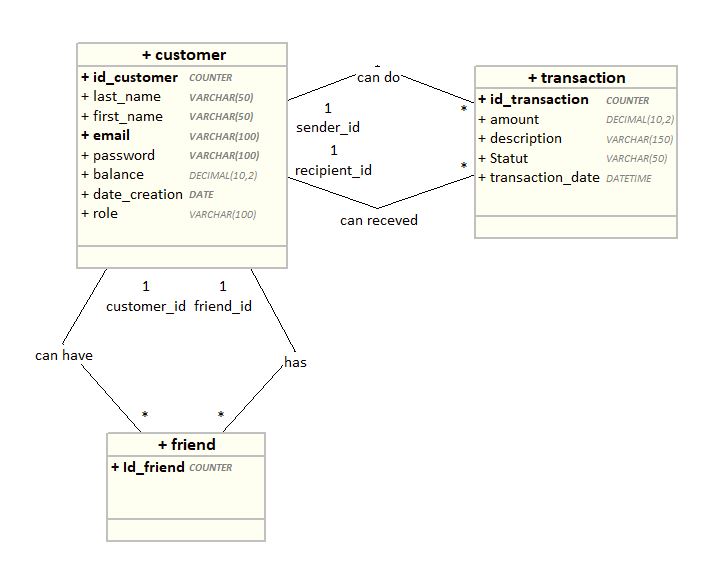 + customer
+ id_customer COUNTER
+ last_name VARCHAR(50)
+ first_name VARCHAR(50)
+ email VARCHAR(100)
+ password VARCHAR(100)
+ balance DECIMAL(10,2)
+ date_creation DATE
+ role VARCHAR(100)
can do
1
sender_id
*
1
recipient_id
*
can receved
+ transaction
+ id_transaction COUNTER
+ amount DECIMAL(10,2)
+ description VARCHAR(150)
+ Statut VARCHAR(50)
+ transaction_date DATETIME
1 1
customer_id friend_id
can have
has
* *
+ friend
+ Id_friend COUNTER